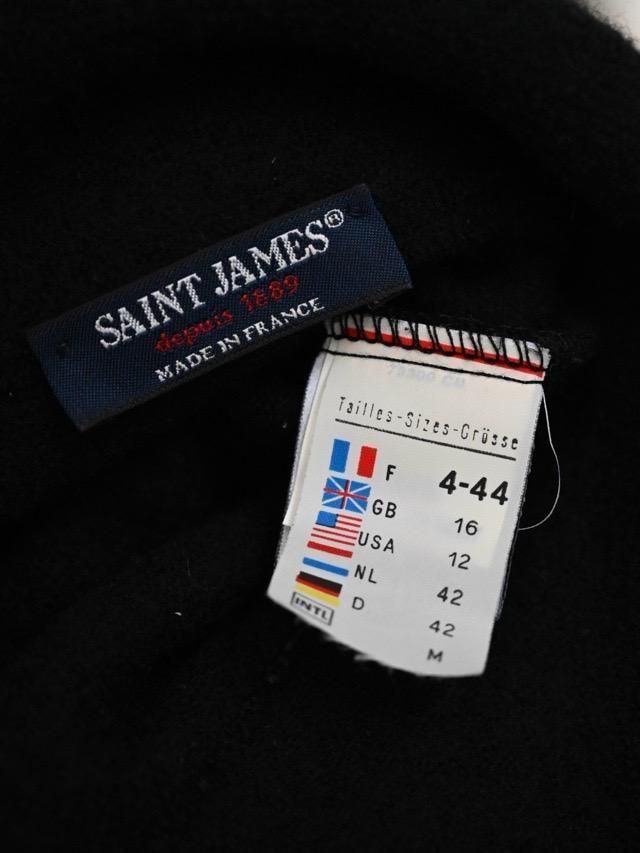 SAINT JAMES®
depuis 1889
MADE IN FRANCE
Tailles-Sizes-Grösse
F 4-44
GB 16
USA 12
NL 42
D 42
INTL M